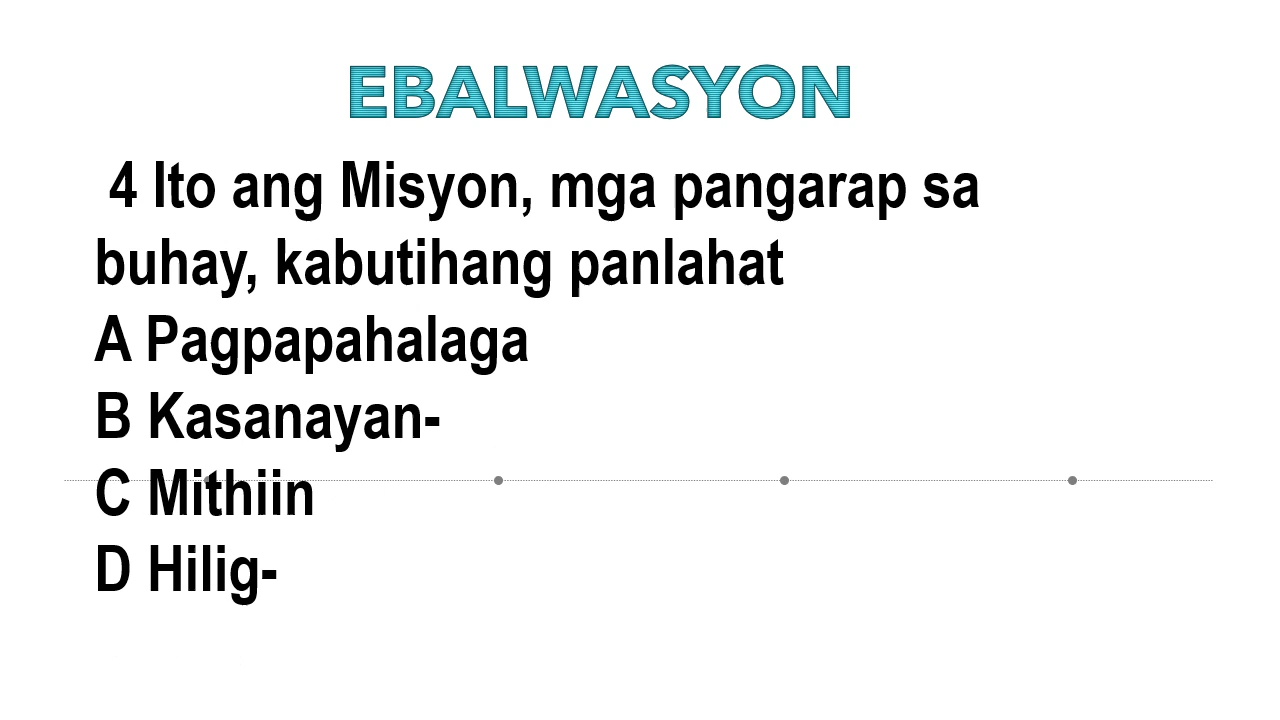 EBALWASYON
4 Ito ang Misyon, mga pangarap sa
buhay, kabutihang panlahat
A Pagpapahalaga
B Kasanayan-
C Mithiin
D Hilig-